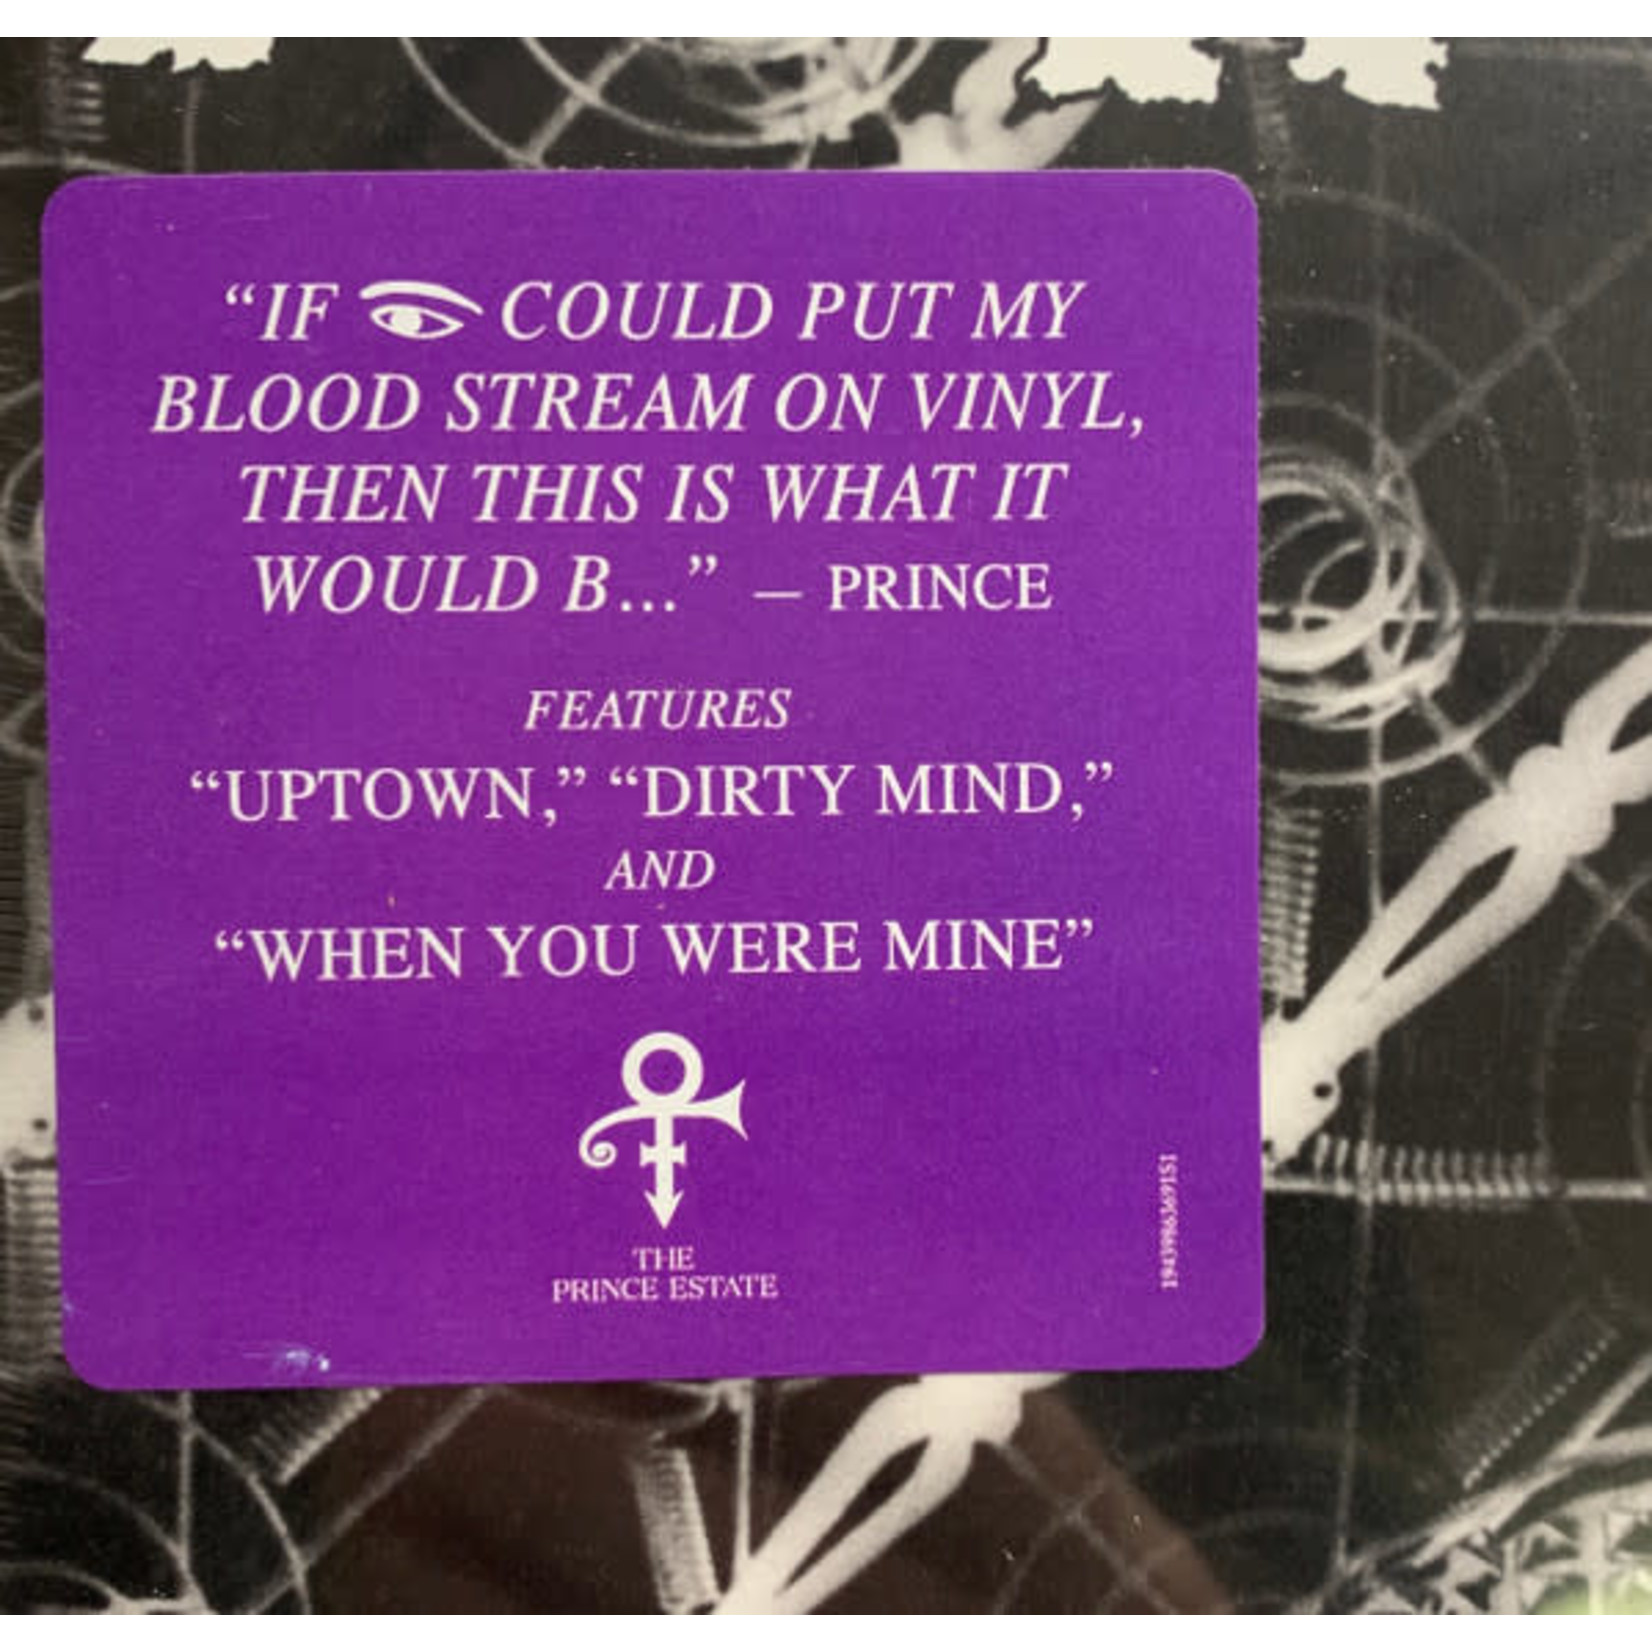 “IF 👁 COULD PUT MY
BLOOD STREAM ON VINYL,
THEN THIS IS WHAT IT
WOULD B...” – PRINCE
FEATURES
“UPTOWN,” “DIRTY MIND,”
AND
“WHEN YOU WERE MINE”
THE
PRINCE ESTATE
19439863691S1